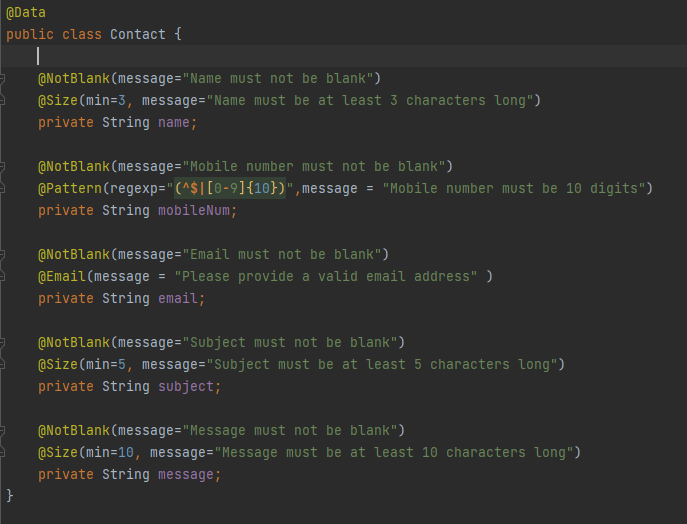 @Data
public class Contact {
@NotBlank(message="Name must not be blank")
@Size(min=3, message="Name must be at least 3 characters long")
private String name;
@NotBlank(message="Mobile number must not be blank")
@Pattern(regexp="(^$|[0-9]{10})",message = "Mobile number must be 10 digits")
private String mobileNum;
@NotBlank(message="Email must not be blank")
@Email(message = "Please provide a valid email address" )
private String email;
@NotBlank(message="Subject must not be blank")
@Size(min=5, message="Subject must be at least 5 characters long")
private String subject;
@NotBlank(message="Message must not be blank")
@Size(min=10, message="Message must be at least 10 characters long")
private String message;
}